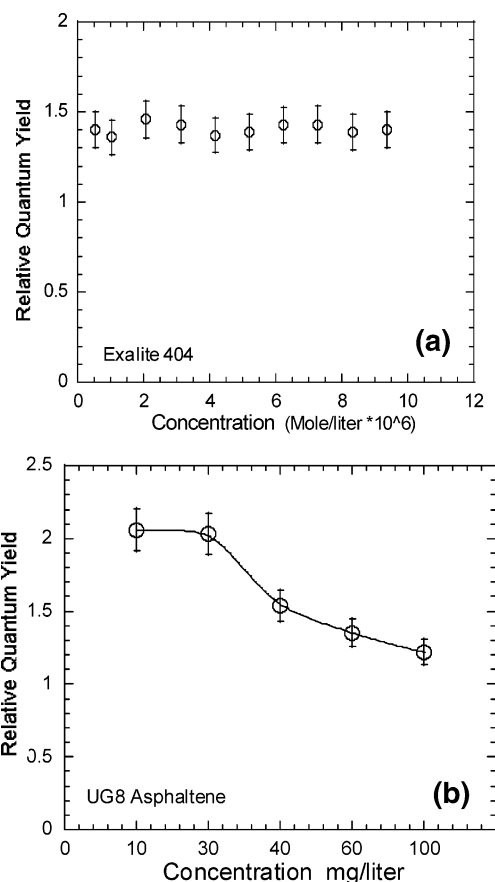 2
1.5
1
0.5
0
Relative Quantum Yield
Exalite 404
(a)
0 2 4 6 8 10 12
Concentration (Mole/liter *10^6)
2.5
2
1.5
1
0.5
0
Relative Quantum Yield
UG8 Asphaltene
(b)
0 10 30 40 60 100
Concentration mg/liter